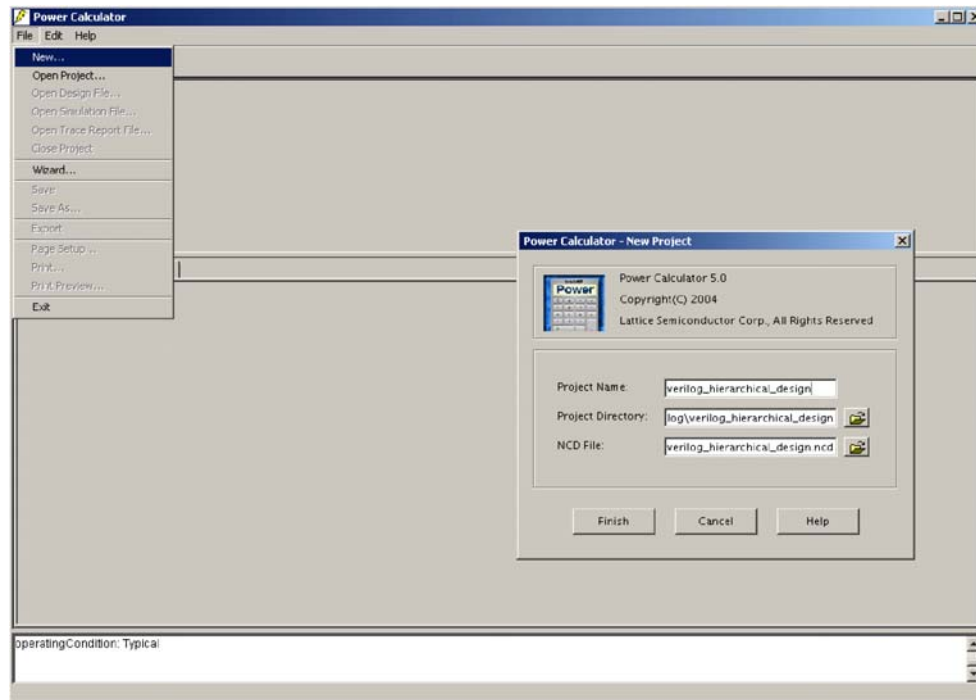 Power Calculator
File Edit Help
New...
Open Project...
Open Design File...
Open Simulation File...
Open Trace Report File...
Close Project
Wizard...
Save
Save As...
Export
Page Setup ...
Print...
Print Preview...
Exit
Power Calculator - New Project
Power
Power Calculator 5.0
Copyright(C) 2004
Lattice Semiconductor Corp., All Rights Reserved
Project Name: verilog_hierarchical_design
Project Directory: log\verilog_hierarchical_design
NCD File: verilog_hierarchical_design.ncd
Finish Cancel Help
operatingCondition: Typical